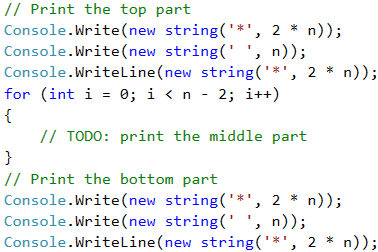 // Print the top part
Console.Write(new string('*', 2 * n));
Console.Write(new string(' ', n));
Console.WriteLine(new string('*', 2 * n));
for (int i = 0; i < n - 2; i++)
{
    // TODO: print the middle part
}
// Print the bottom part
Console.Write(new string('*', 2 * n));
Console.Write(new string(' ', n));
Console.WriteLine(new string('*', 2 * n));